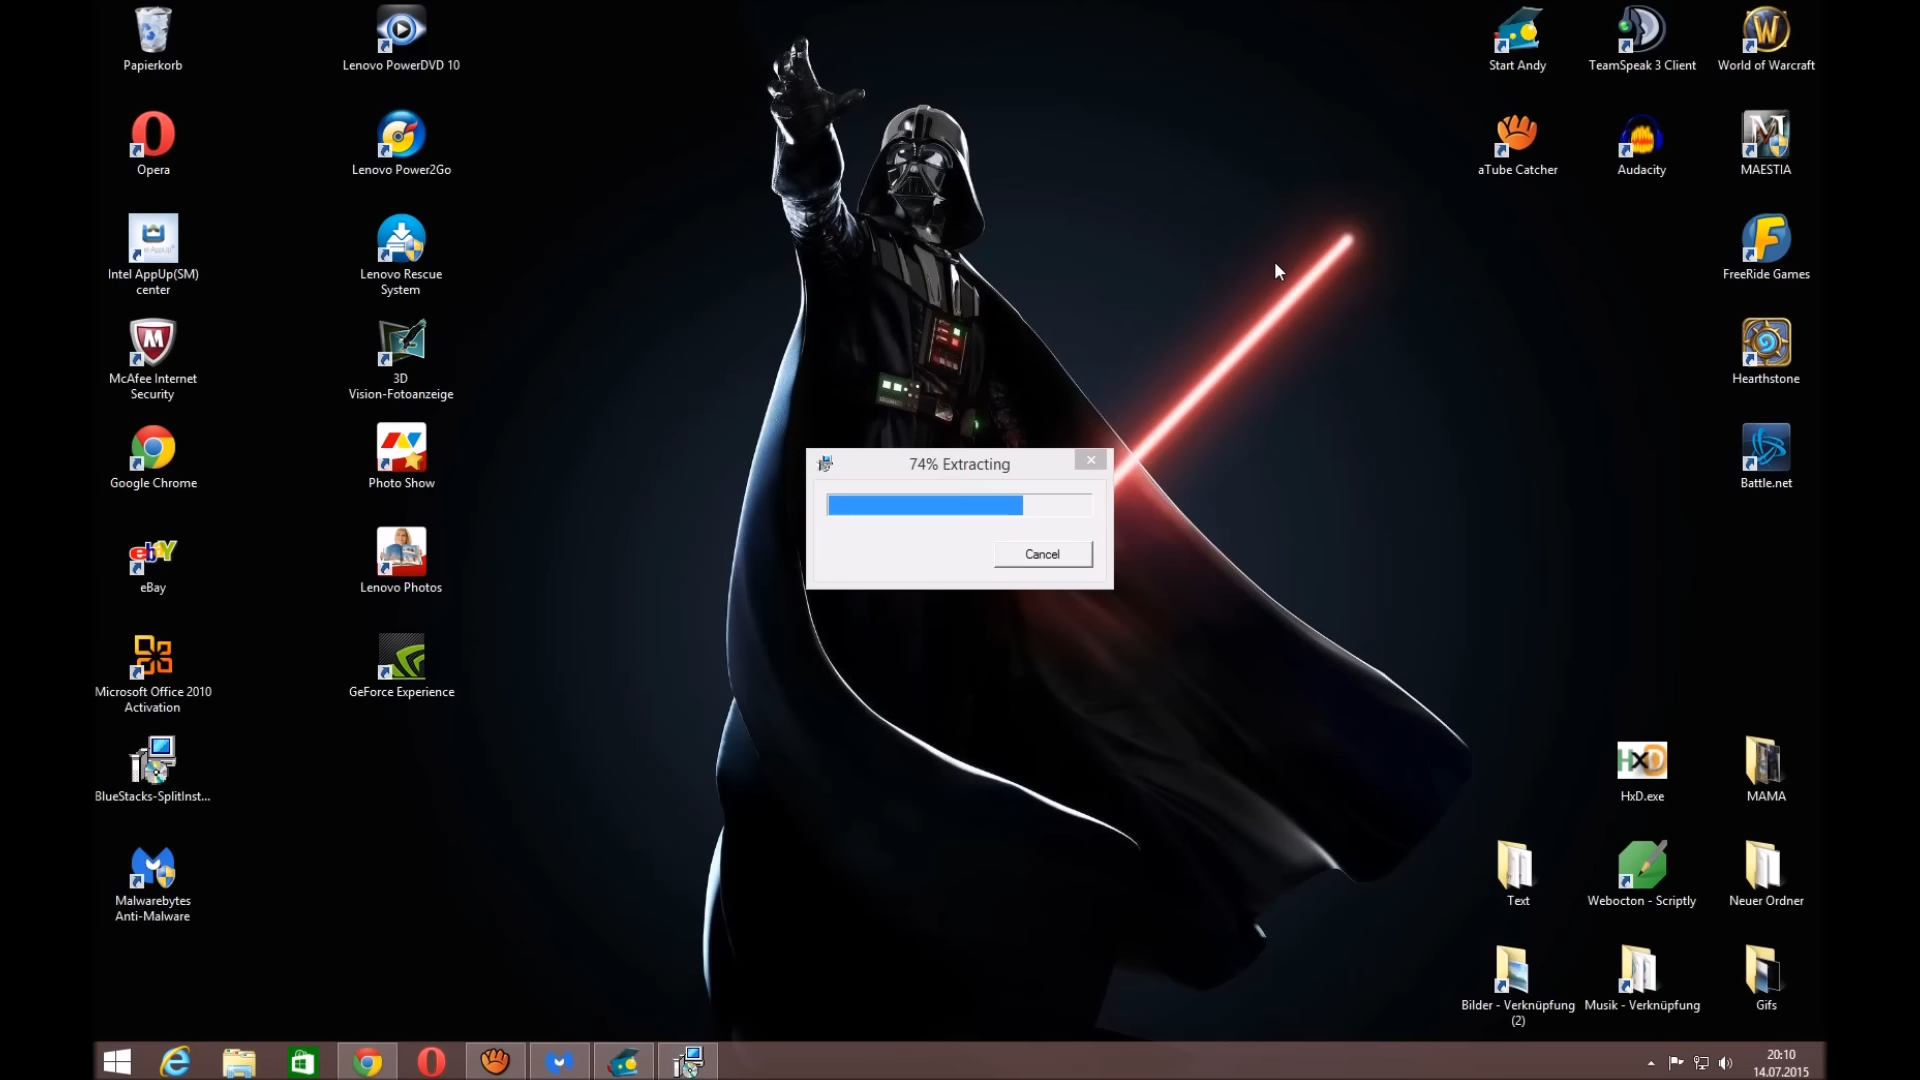 Papierkorb
Lenovo PowerDVD 10
Start Andy
TeamSpeak 3 Client
World of Warcraft
Opera
Lenovo Power2Go
aTube Catcher
Audacity
MAESTIA
Intel AppUp(SM)
center
Lenovo Rescue
System
FreeRide Games
McAfee Internet
Security
3D
Vision-Fotoanzeige
Hearthstone
Google Chrome
Photo Show
74% Extracting
Battle.net
Cancel
ebY
eBay
Lenovo Photos
Microsoft Office 2010
Activation
GeForce Experience
BlueStacks-SplitInst...
HxD
HxD.exe
MAMA
Malwarebytes
Anti-Malware
Text
Webocton - Scriptly
Neuer Ordner
Bilder - Verknüpfung
(2)
Musik - Verknüpfung
Gifs
20:10
14.07.2015